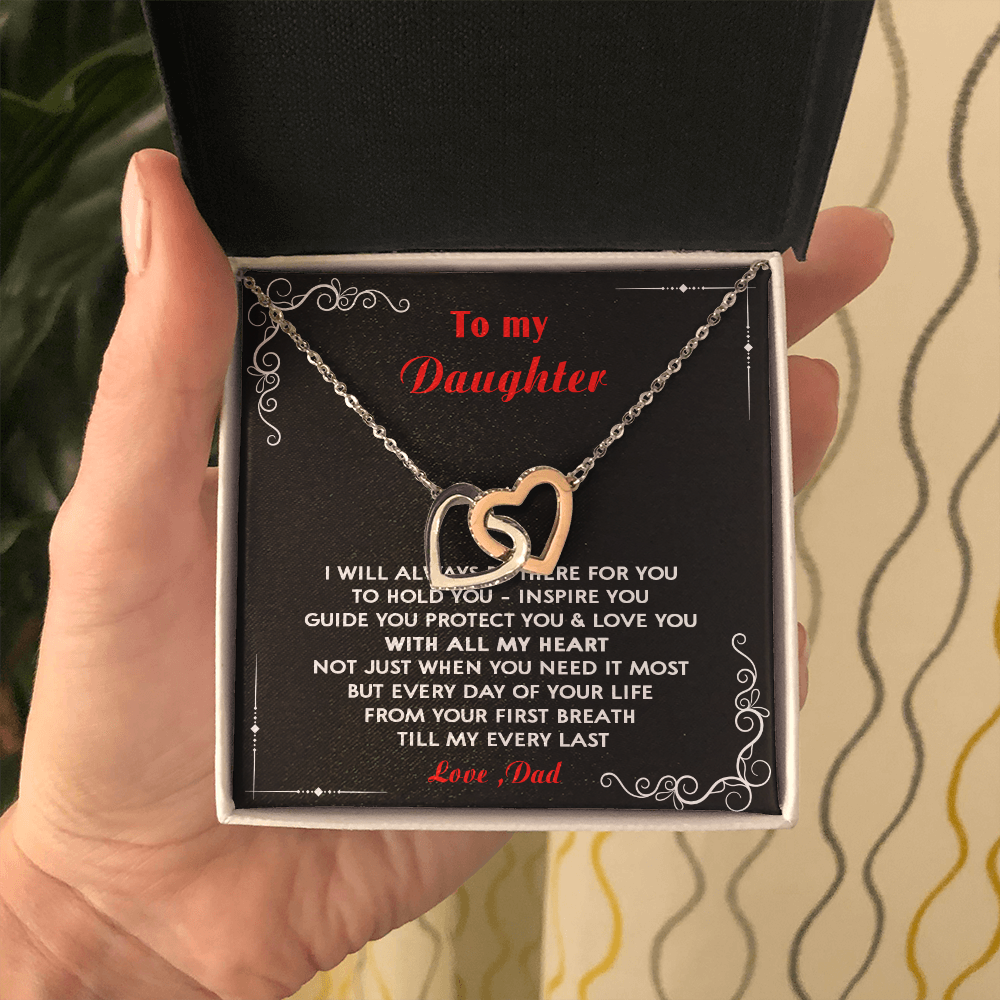 To my
Daughter
I WILL ALWAYS THERE FOR YOU
TO HOLD YOU - INSPIRE YOU
GUIDE YOU PROTECT YOU & LOVE YOU
WITH ALL MY HEART
NOT JUST WHEN YOU NEED IT MOST
BUT EVERY DAY OF YOUR LIFE
FROM YOUR FIRST BREATH
TILL MY EVERY LAST
Love ,Dad